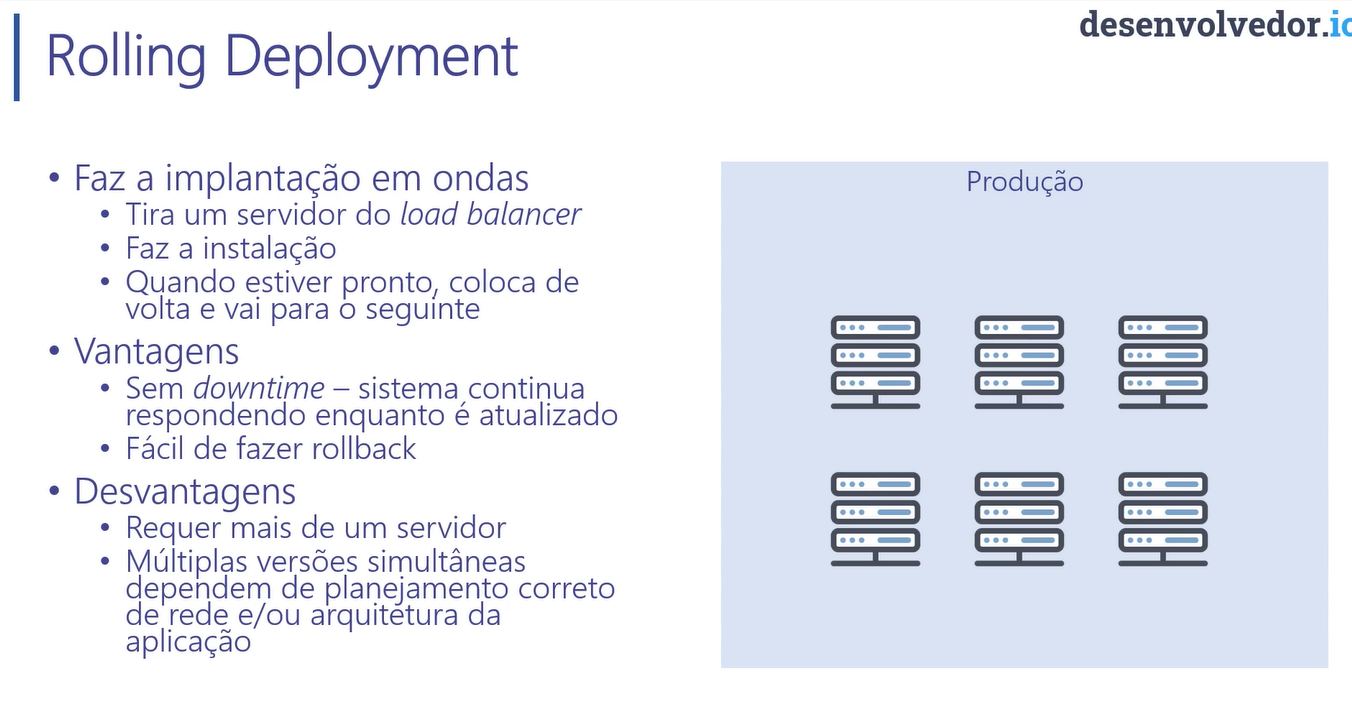 desenvolvedor.io
Rolling Deployment
• Faz a implantação em ondas
• Tira um servidor do load balancer
• Faz a instalação
• Quando estiver pronto, coloca de
volta e vai para o seguinte
• Vantagens
• Sem downtime – sistema continua
respondendo enquanto é atualizado
• Fácil de fazer rollback
• Desvantagens
• Requer mais de um servidor
• Múltiplas versões simultâneas
dependem de planejamento correto
de rede e/ou arquitetura da
aplicação
Produção